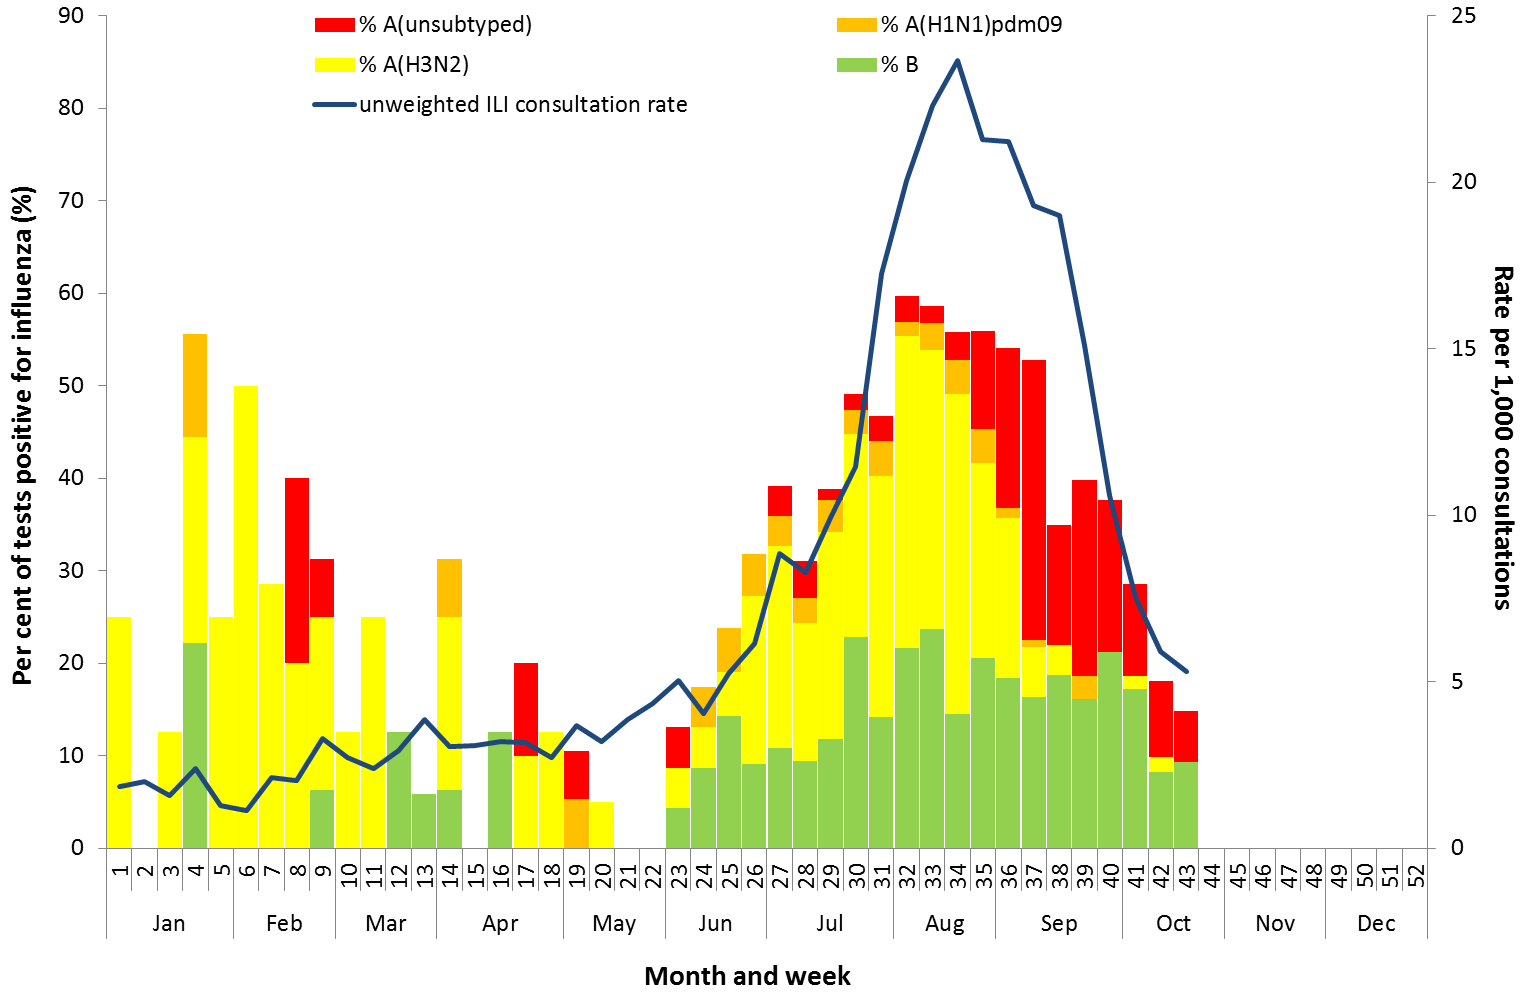 % A(unsubtyped)
% A(H1N1)pdm09
% A(H3N2)
% B
unweighted ILI consultation rate
Per cent of tests positive for influenza (%)
90
80
70
60
50
40
30
20
10
0
25
20
15
10
5
0
Rate per 1,000 consultations
1 2 3 4 5 6 7 8 9 10 11 12 13 14 15 16 17 18 19 20 21 22 23 24 25 26 27 28 29 30 31 32 33 34 35 36 37 38 39 40 41 42 43 44 45 46 47 48 49 50 51 52
Jan Feb Mar Apr May Jun Jul Aug Sep Oct Nov Dec
Month and week